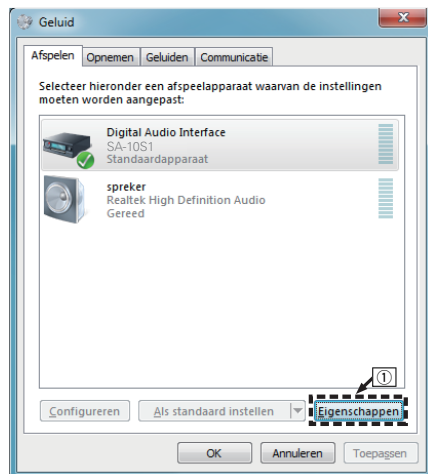 Geluid
Afspelen Opnemen Geluiden Communicatie
Selecteer hieronder een afspeelapparaat waarvan de instellingen
moeten worden aangepast:
Digital Audio Interface
SA-10S1
Standaardapparaat
spreker
Realtek High Definition Audio
Gereed
①
Configureren Als standaard instellen Eigenschappen
OK Annuleren Toepassen